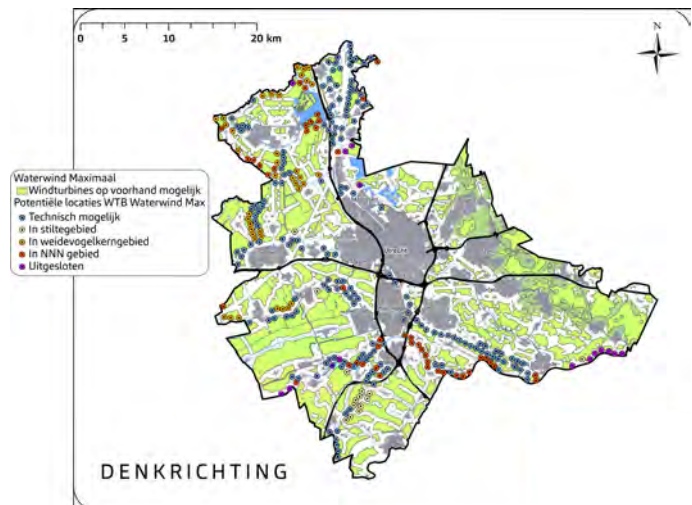 0 5 10 20 km
N
Waterwind Maximaal
Windturbines op voorhand mogelijk
Potentiële locaties WTB Waterwind Max
Technisch mogelijk
In stiltegebied
In weidevogelkerngebied
In NNN gebied
Uitgesloten
Utrecht
DENKRICHTING